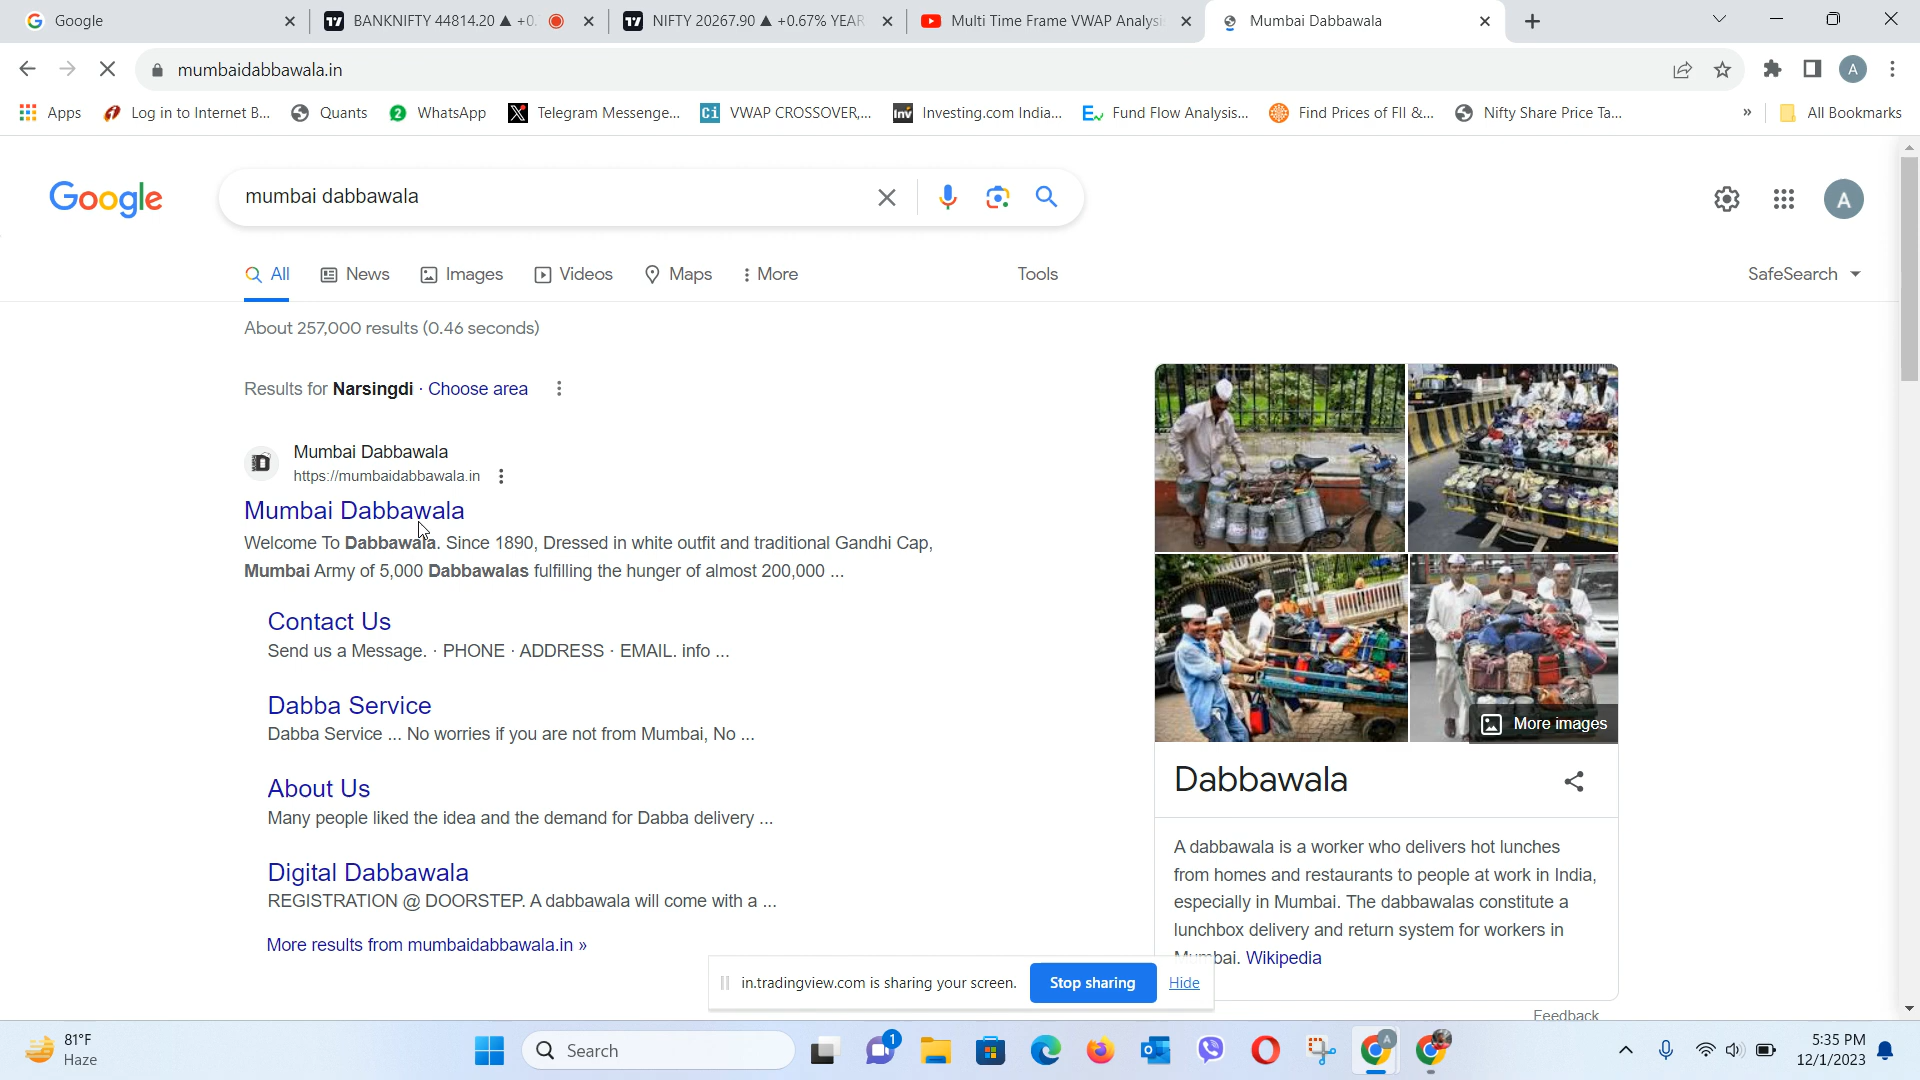 Google
BANKNIFTY 44814.20 ▲ +0.
NIFTY 20267.90 ▲ +0.67% YEAR
Multi Time Frame VWAP Analysi
Mumbai Dabbawala
mumbaidabbawala.in
A
Apps
Log in to Internet B...
Quants
2
WhatsApp
Telegram Messenge...
Ci
VWAP CROSSOVER,...
Inv
Investing.com India...
Fund Flow Analysis...
Find Prices of FII &...
Nifty Share Price Ta...
»
All Bookmarks
Google
mumbai dabbawala
A
All
News
Images
Videos
Maps
More
Tools
SafeSearch
About 257,000 results (0.46 seconds)
Results for Narsingdi · Choose area
Mumbai Dabbawala
https://mumbaidabbawala.in
Mumbai Dabbawala
Welcome To Dabbawala. Since 1890, Dressed in white outfit and traditional Gandhi Cap,
Mumbai Army of 5,000 Dabbawalas fulfilling the hunger of almost 200,000 ...
Contact Us
Send us a Message. · PHONE · ADDRESS · EMAIL. info ...
Dabba Service
Dabba Service ... No worries if you are not from Mumbai, No ...
About Us
Many people liked the idea and the demand for Dabba delivery ...
Digital Dabbawala
REGISTRATION @ DOORSTEP. A dabbawala will come with a ...
More results from mumbaidabbawala.in »
More images
Dabbawala
A dabbawala is a worker who delivers hot lunches
from homes and restaurants to people at work in India,
especially in Mumbai. The dabbawalas constitute a
lunchbox delivery and return system for workers in
Mumbai. Wikipedia
Feedback
in.tradingview.com is sharing your screen.
Stop sharing
Hide
81°F
Haze
Search
1
A
5:35 PM
12/1/2023